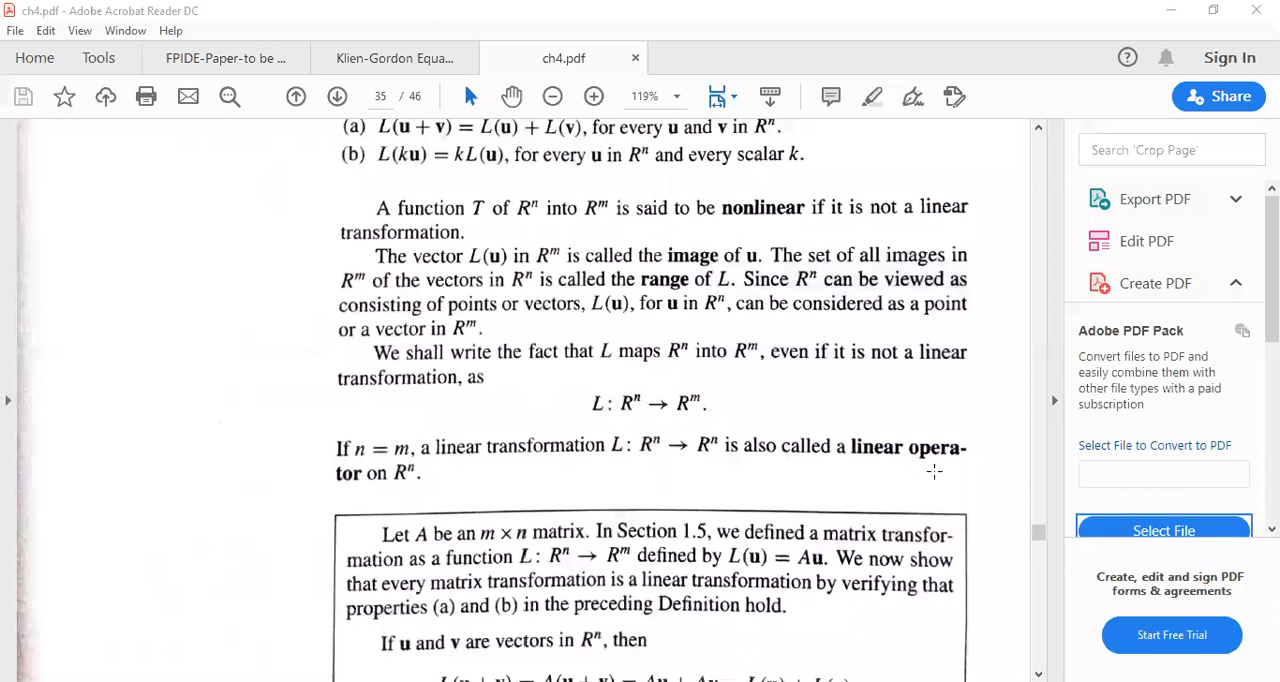 ch4.pdf - Adobe Acrobat Reader DC
File Edit View Window Help
Home Tools FPIDE-Paper-to be ... Klien-Gordon Equa... ch4.pdf × Sign In
35 / 46 119% Share
(a) L(u + v) = L(u) + L(v), for every u and v in Rⁿ.
(b) L(ku) = kL(u), for every u in Rⁿ and every scalar k.
A function T of Rⁿ into Rᵐ is said to be nonlinear if it is not a linear
transformation.
The vector L(u) in Rᵐ is called the image of u. The set of all images in
Rᵐ of the vectors in Rⁿ is called the range of L. Since Rⁿ can be viewed as
consisting of points or vectors, L(u), for u in Rⁿ, can be considered as a point
or a vector in Rᵐ.
We shall write the fact that L maps Rⁿ into Rᵐ, even if it is not a linear
transformation, as
L: Rⁿ → Rᵐ.
If n = m, a linear transformation L: Rⁿ → Rⁿ is also called a linear opera-
tor on Rⁿ.
Let A be an m × n matrix. In Section 1.5, we defined a matrix transfor-
mation as a function L: Rⁿ → Rᵐ defined by L(u) = Au. We now show
that every matrix transformation is a linear transformation by verifying that
properties (a) and (b) in the preceding Definition hold.
If u and v are vectors in Rⁿ, then
Search 'Crop Page'
Export PDF
Edit PDF
Create PDF
Adobe PDF Pack
Convert files to PDF and
easily combine them with
other file types with a paid
subscription
Select File to Convert to PDF
Select File
Create, edit and sign PDF
forms & agreements
Start Free Trial